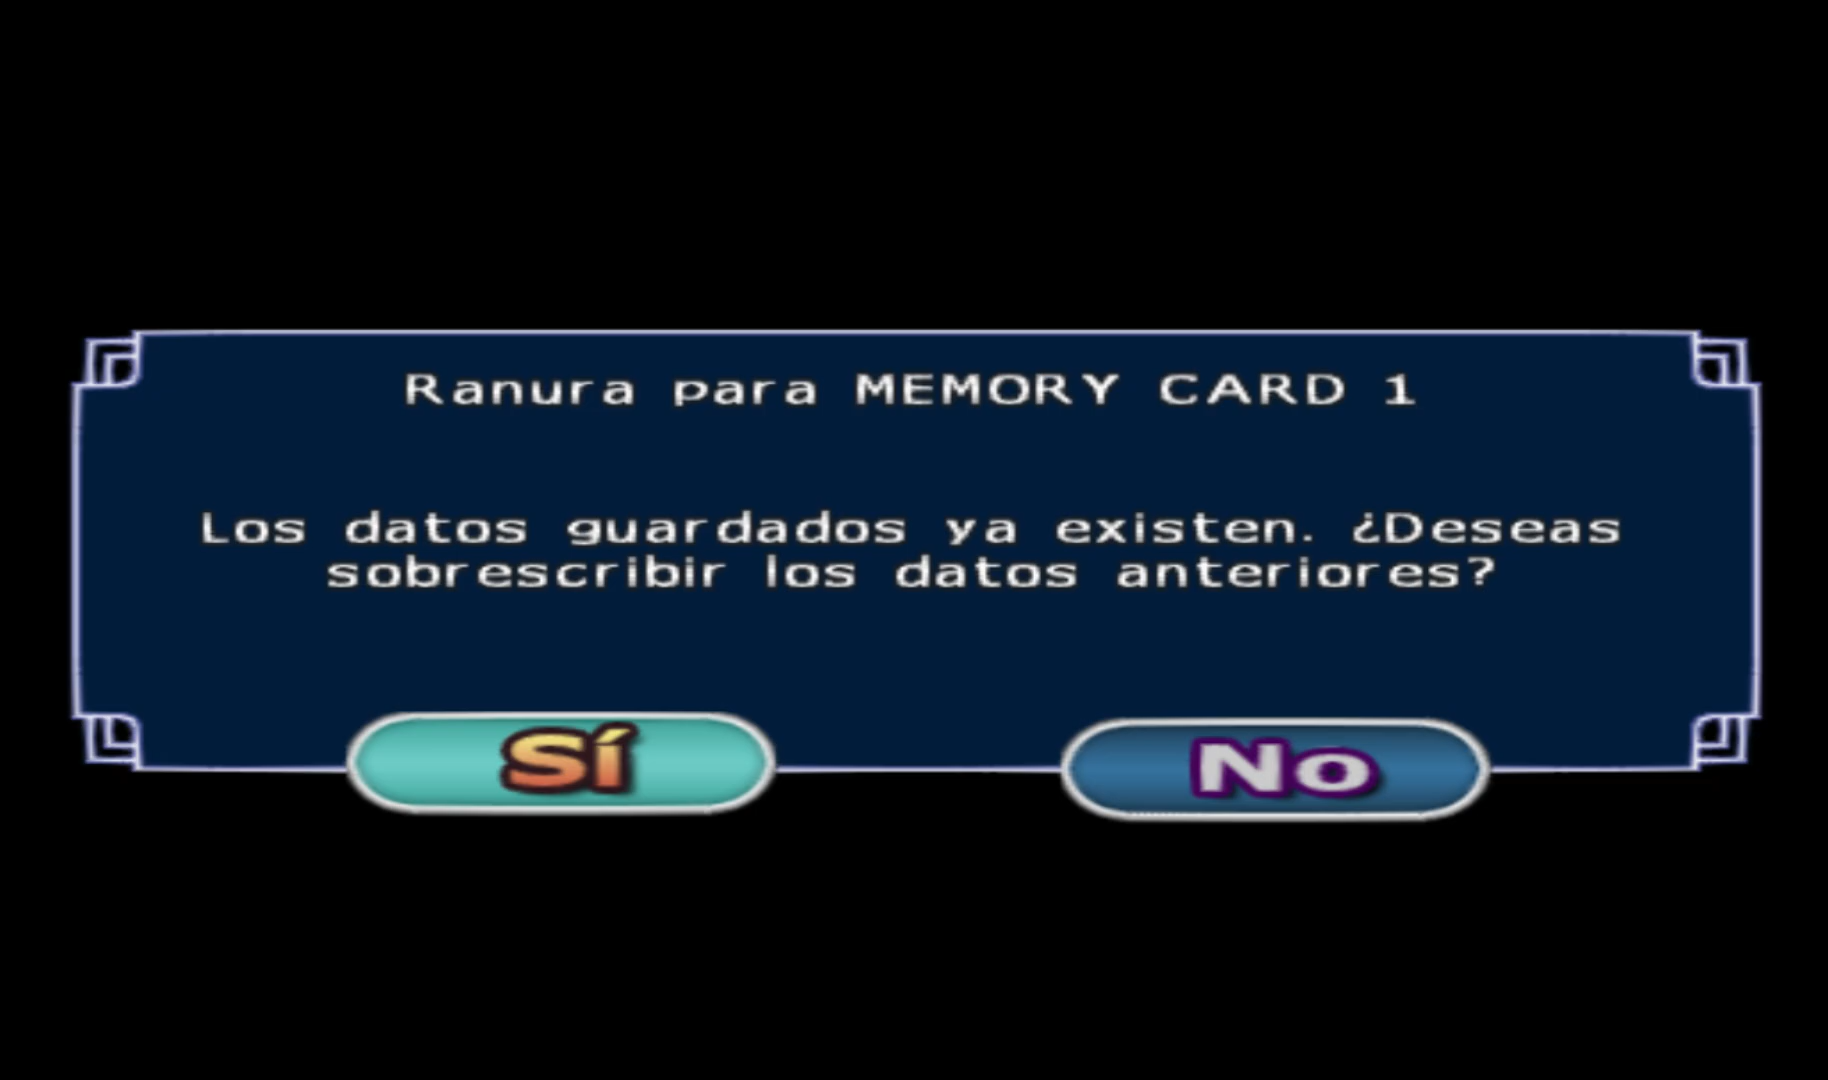 Ranura para MEMORY CARD 1
Los datos guardados ya existen. ¿Deseas
sobrescribir los datos anteriores?
Sí
No